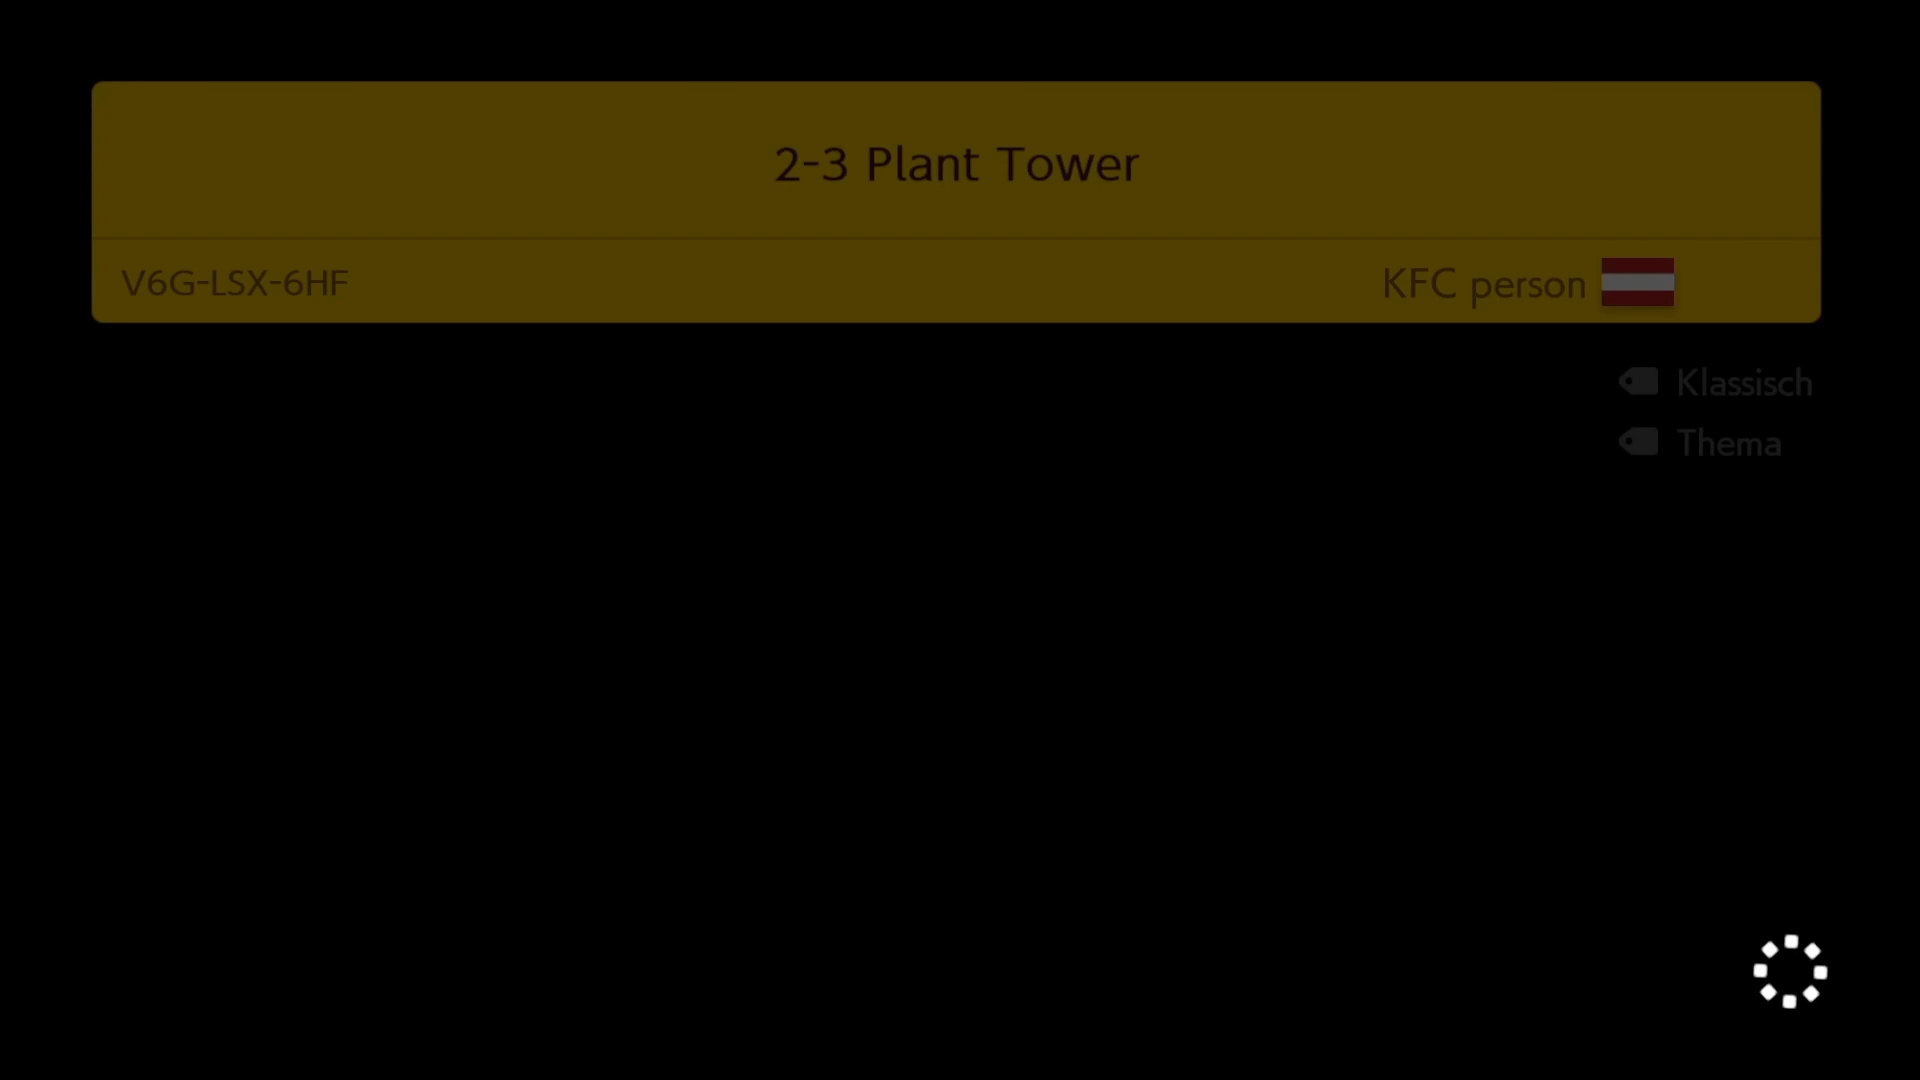 2-3 Plant Tower
V6G-LSX-6HF
KFC person
Klassisch
Thema